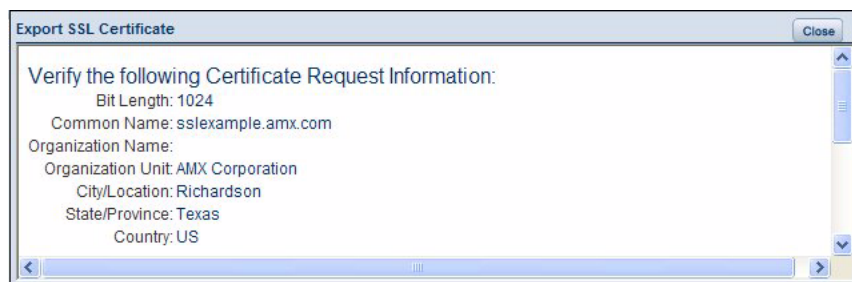 Export SSL Certificate
Close
Verify the following Certificate Request Information:
Bit Length: 1024
Common Name: sslexample.amx.com
Organization Name:
Organization Unit: AMX Corporation
City/Location: Richardson
State/Province: Texas
Country: US